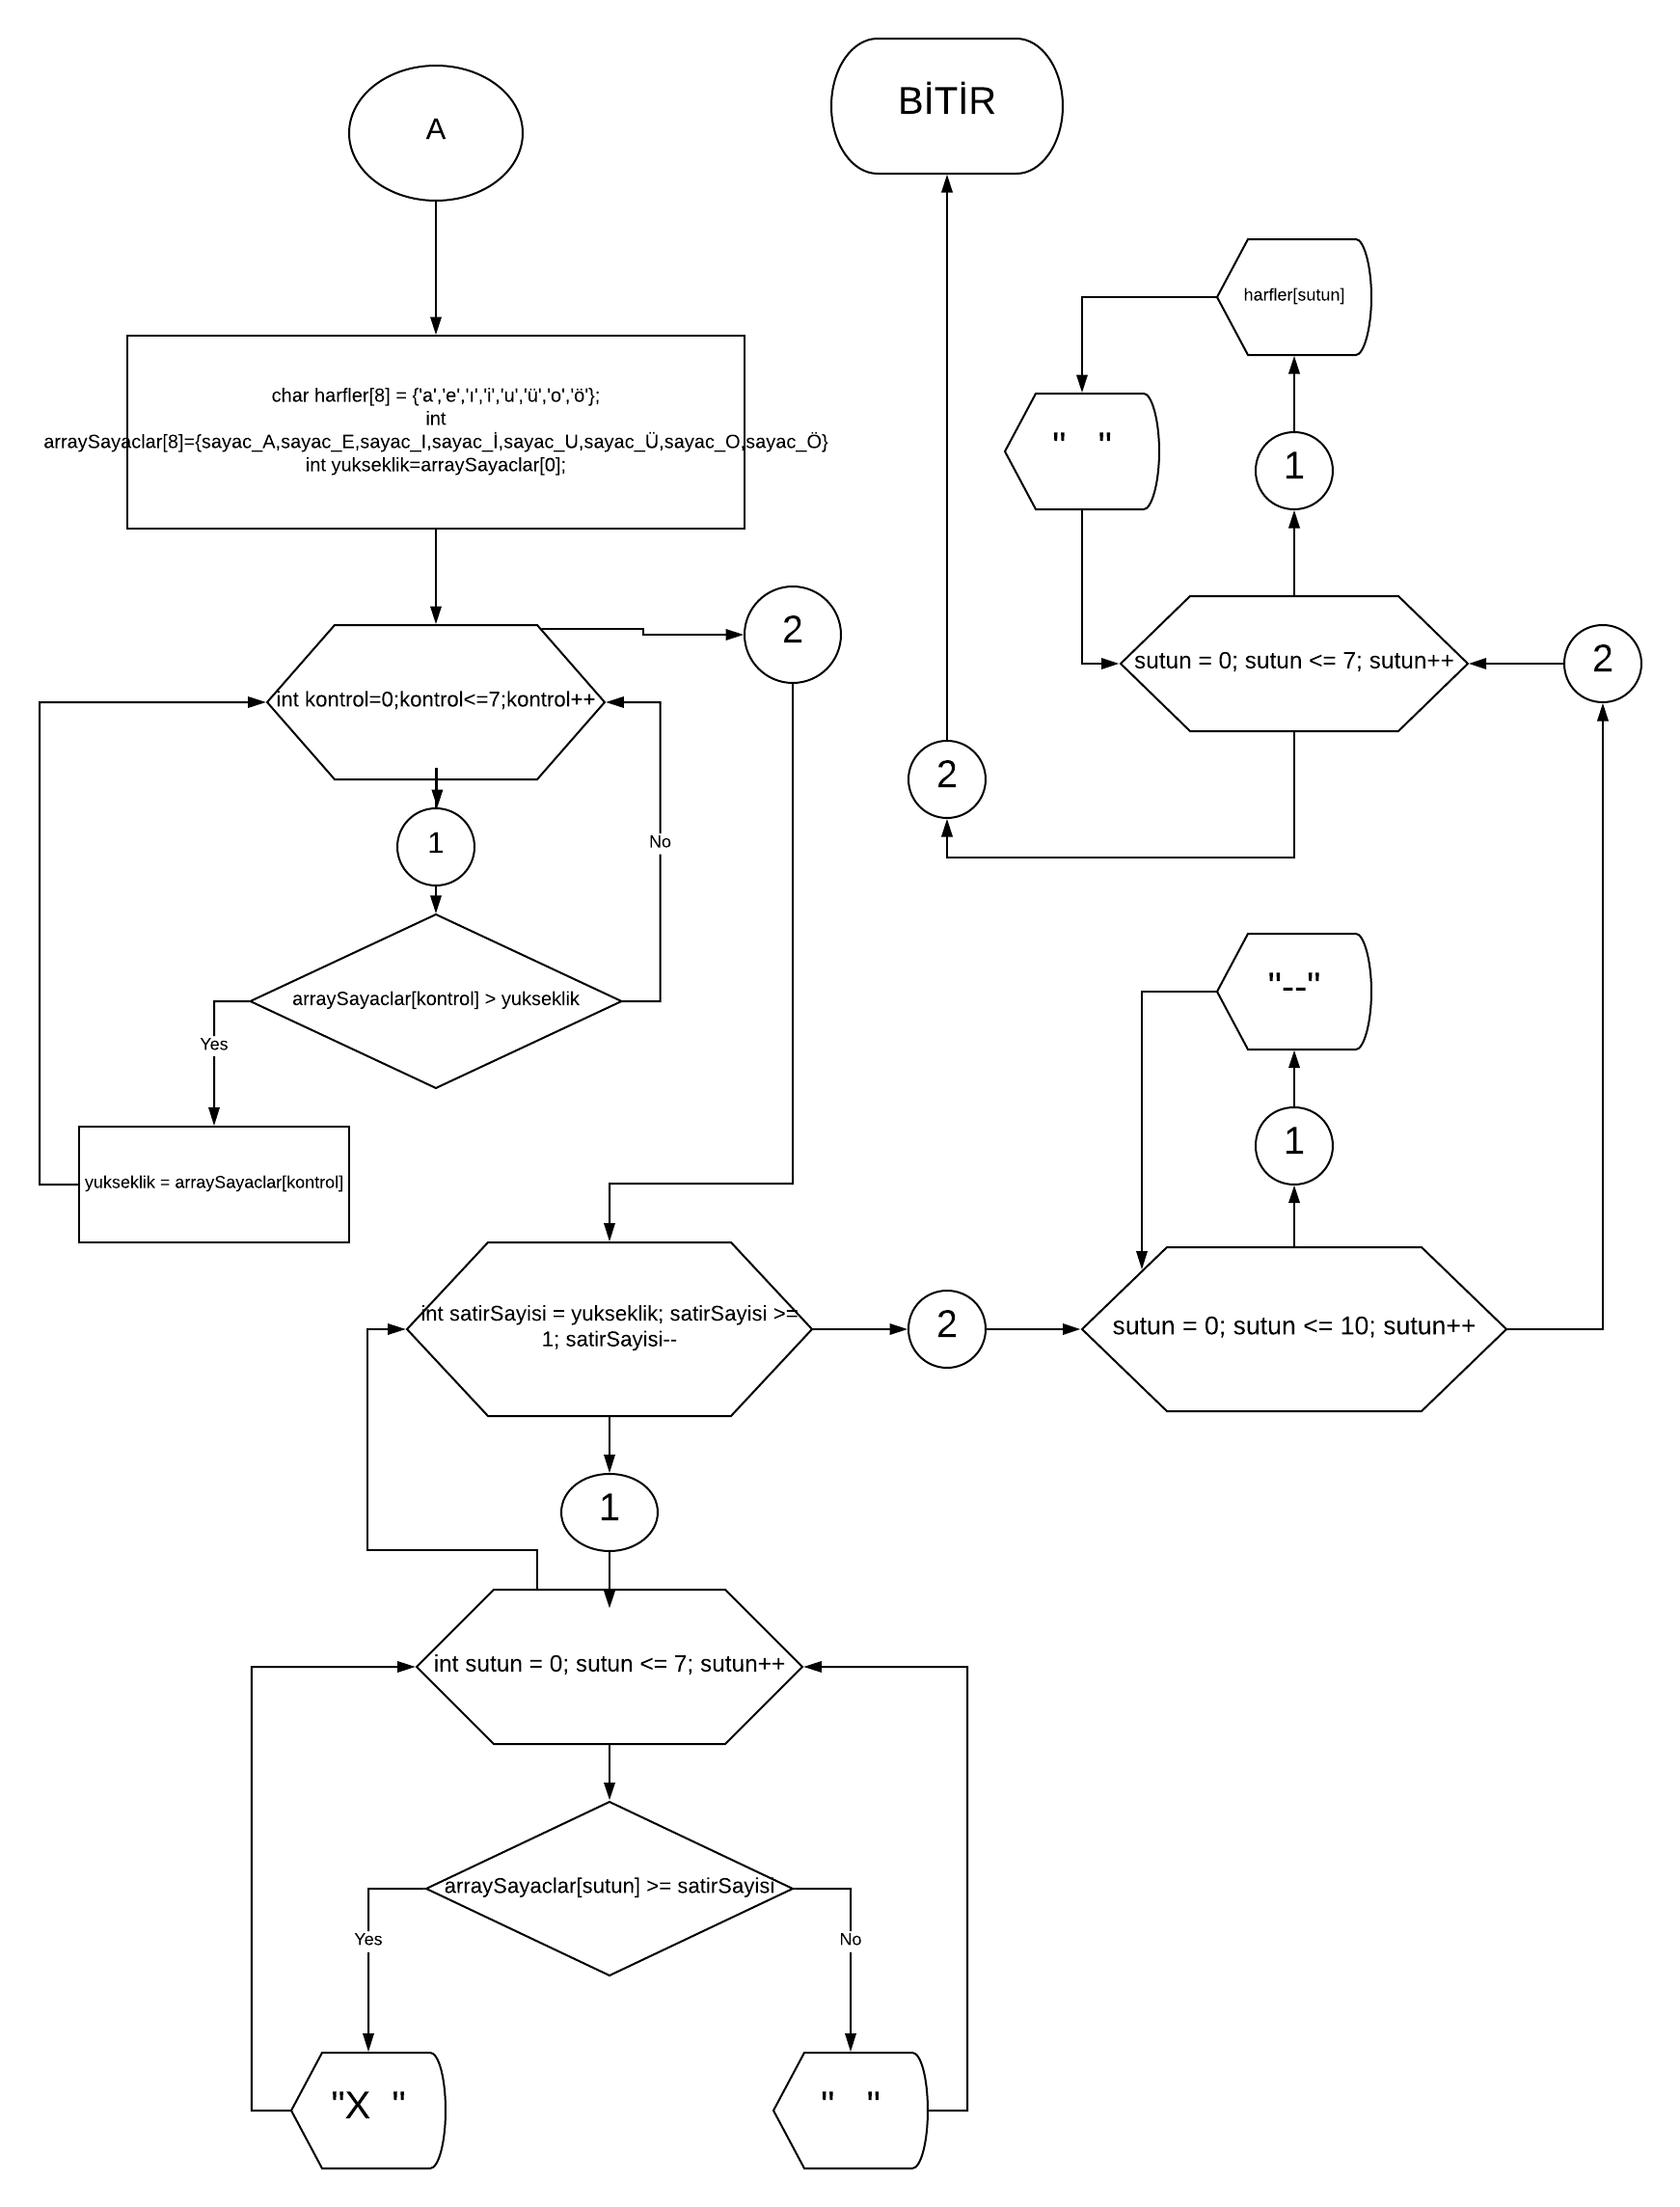 A
BİTİR
harfler[sutun]
char harfler[8] = {'a','e','ı','i','u','ü','o','ö'};
int
arraySayaclar[8]={sayac_A,sayac_E,sayac_I,sayac_İ,sayac_U,sayac_Ü,sayac_O,sayac_Ö}
int yukseklik=arraySayaclar[0];
"   "
1
2
int kontrol=0;kontrol<=7;kontrol++
sutun = 0; sutun <= 7; sutun++
2
2
1
No
arraySayaclar[kontrol] > yukseklik
Yes
"--"
1
yukseklik = arraySayaclar[kontrol]
int satirSayisi = yukseklik; satirSayisi >=
1; satirSayisi--
2
sutun = 0; sutun <= 10; sutun++
1
int sutun = 0; sutun <= 7; sutun++
arraySayaclar[sutun] >= satirSayisi
Yes
No
"X  "
"   "